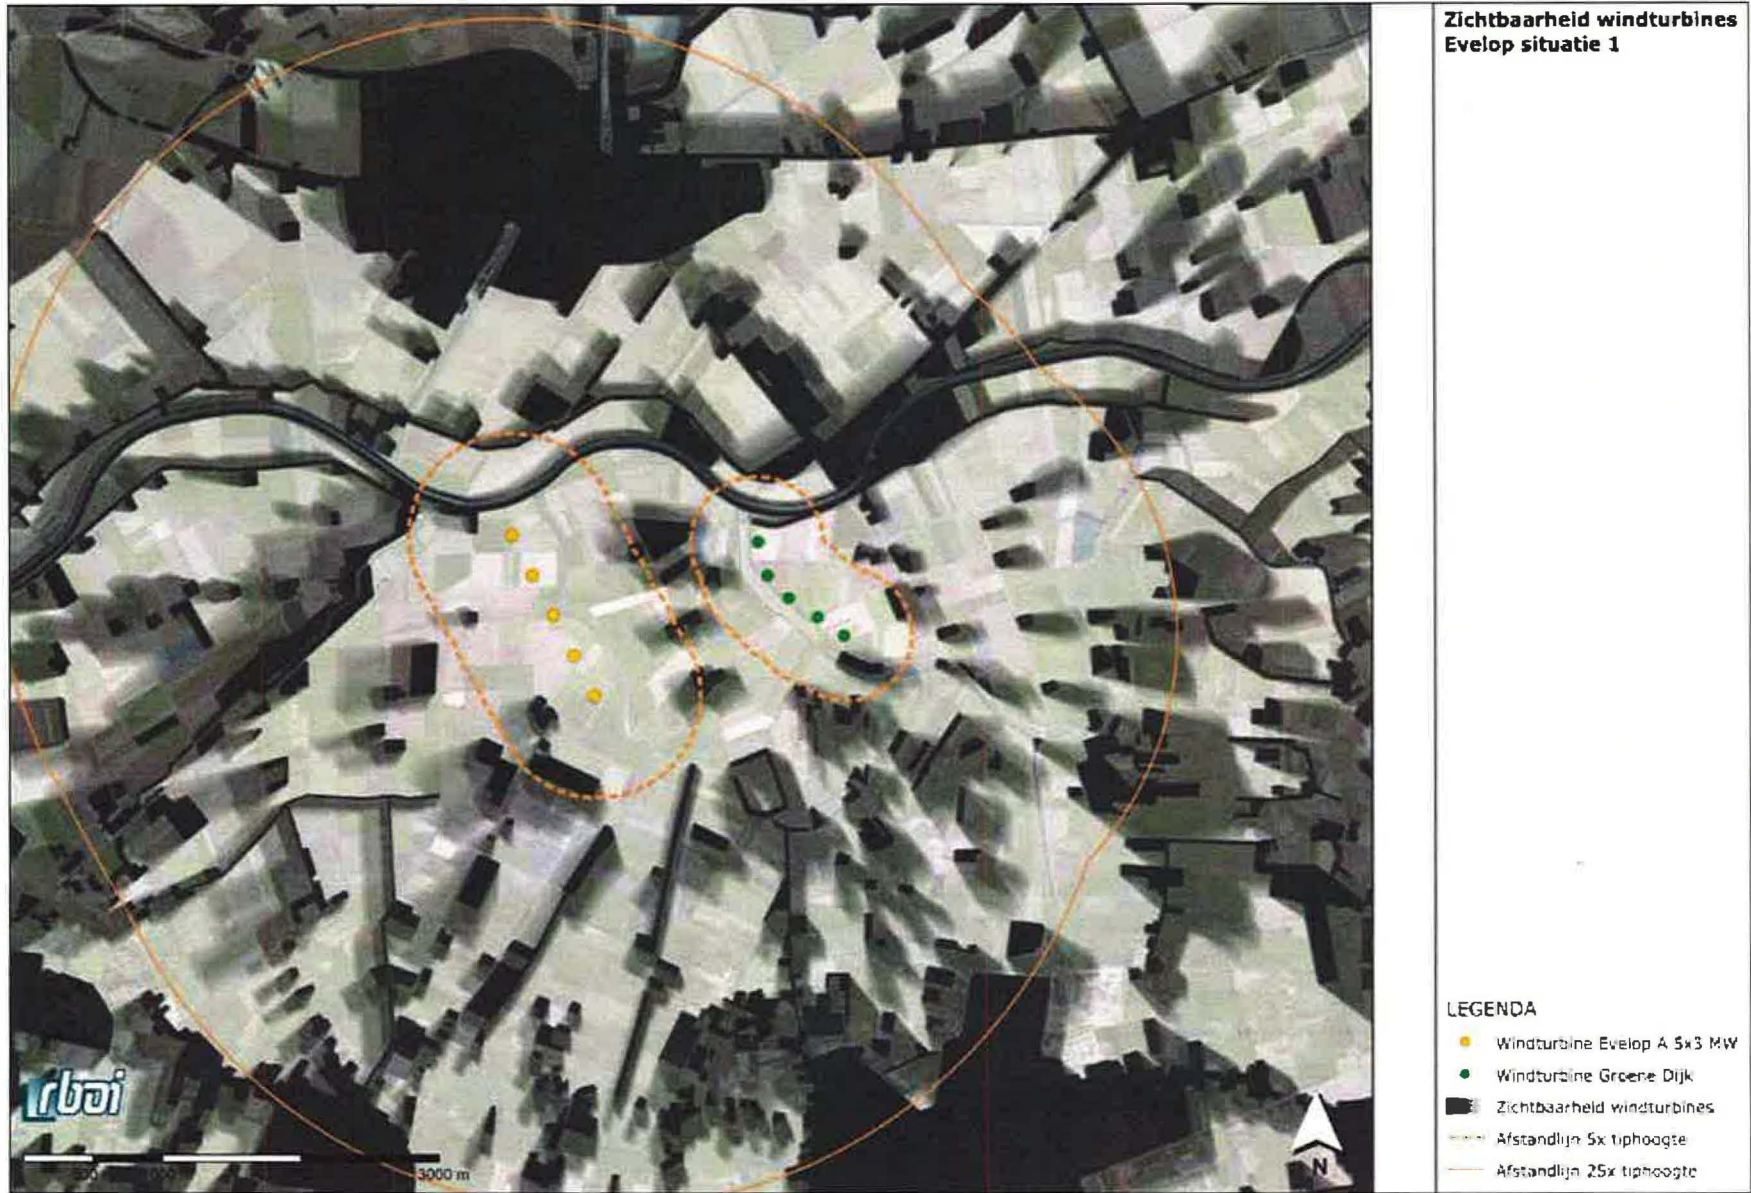 Zichtbaarheid windturbines
Evelop situatie 1
LEGENDA
Windturbine Evelop A 5x3 MW
Windturbine Groene Dijk
Zichtbaarheid windturbines
Afstandlijn 5x tiphoogte
Afstandlijn 25x tiphoogte
rboi
3000 m
N